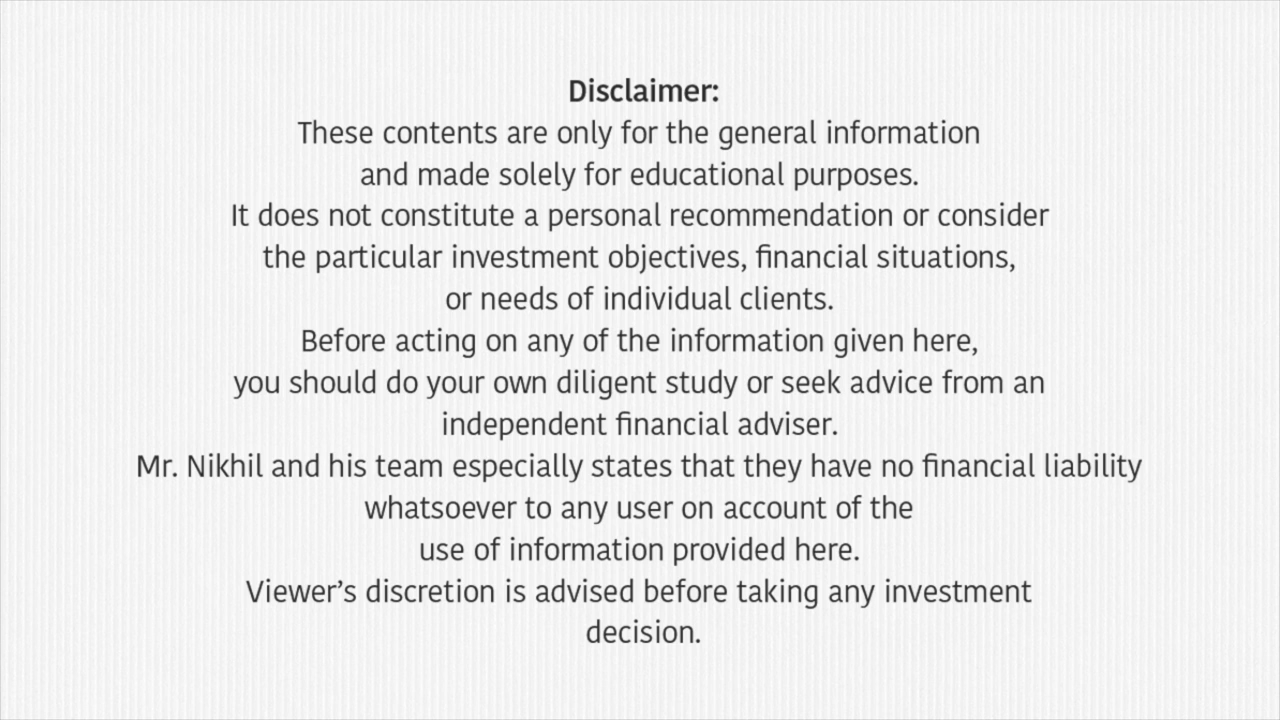 Disclaimer:
These contents are only for the general information
and made solely for educational purposes.
It does not constitute a personal recommendation or consider
the particular investment objectives, financial situations,
or needs of individual clients.
Before acting on any of the information given here,
you should do your own diligent study or seek advice from an
independent financial adviser.
Mr. Nikhil and his team especially states that they have no financial liability
whatsoever to any user on account of the
use of information provided here.
Viewer’s discretion is advised before taking any investment
decision.